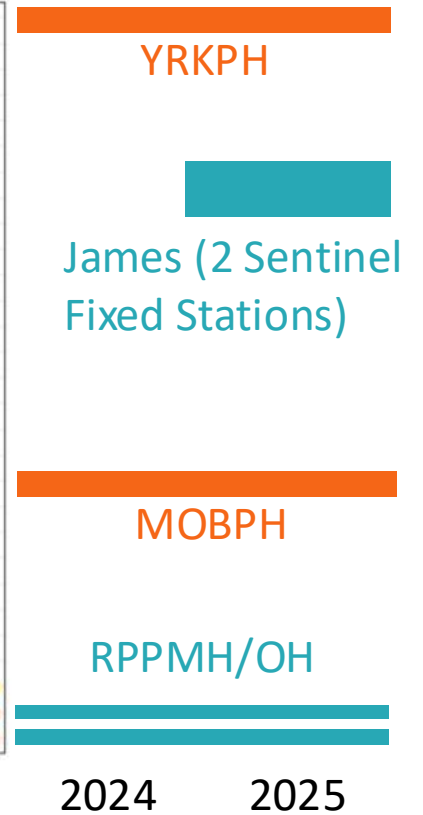 YRKPH
James (2 Sentinel
Fixed Stations)
MOBPH
RPPMH/OH
2024 2025